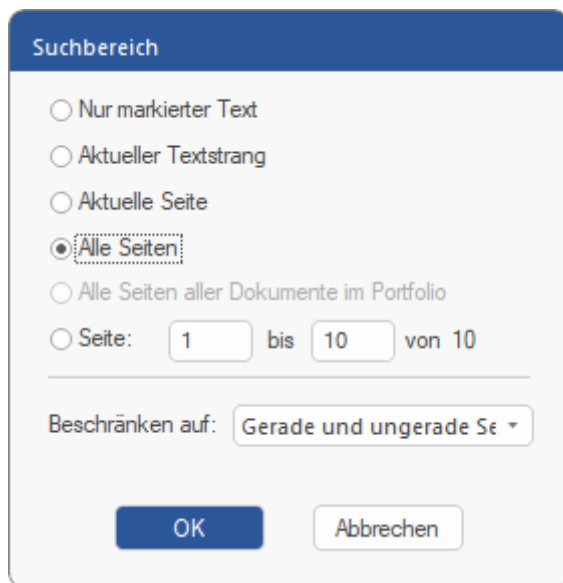 Suchbereich
Nur markierter Text
Aktueller Textstrang
Aktuelle Seite
Alle Seiten
Alle Seiten aller Dokumente im Portfolio
Seite: 1 bis 10 von 10
Beschränken auf: Gerade und ungerade Se
OK Abbrechen